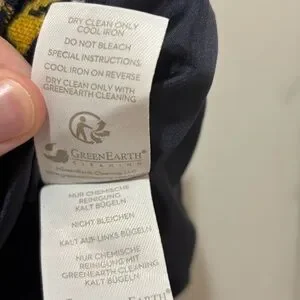 DRY CLEAN ONLY
COOL IRON
DO NOT BLEACH
SPECIAL INSTRUCTIONS:
COOL IRON ON REVERSE
DRY CLEAN ONLY WITH
GREENEARTH CLEANING
GREENEARTH®
CLEANING
NUR CHEMISCHE
REINIGUNG
KALT BÜGELN
NICHT BLEICHEN
KALT AUF LINKS BÜGELN
NUR CHEMISCHE
REINIGUNG MIT
GREENEARTH CLEANING
KALT BÜGELN
GREENEARTH